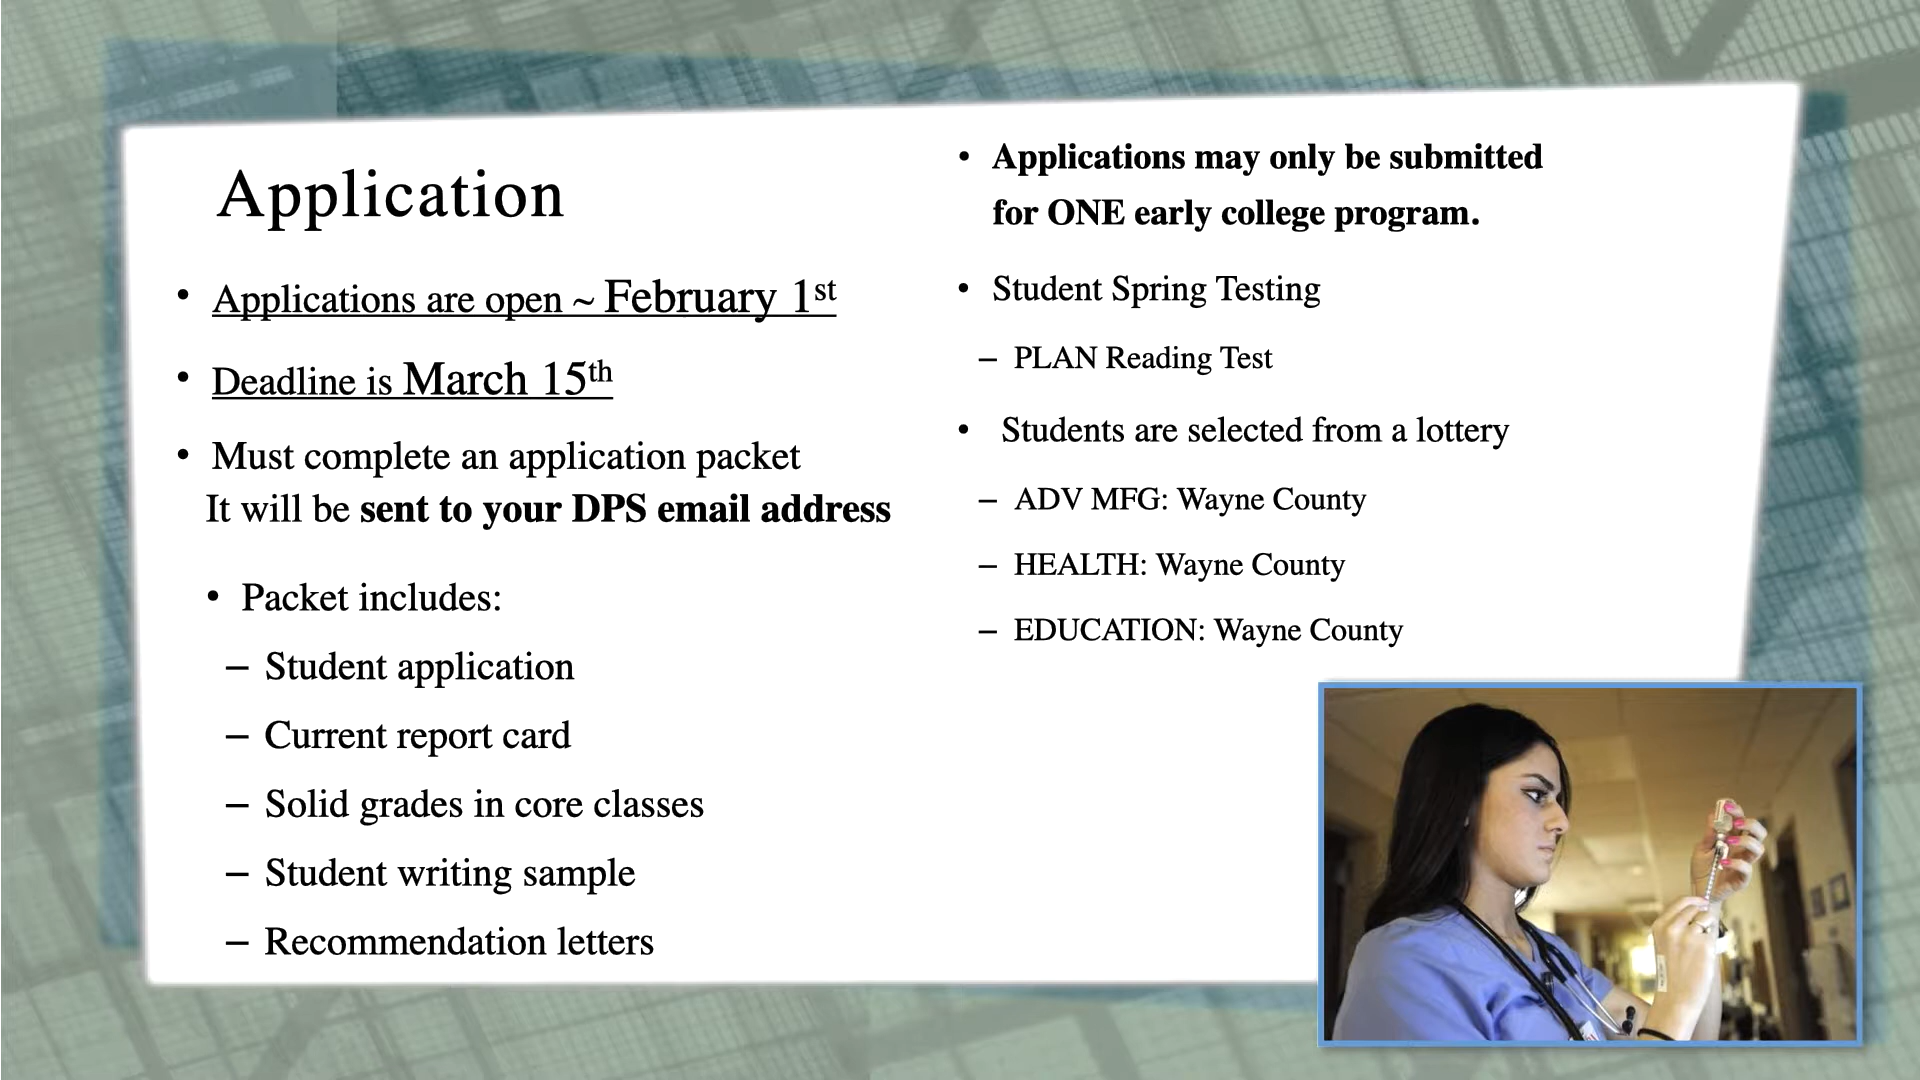 Application
• Applications are open ~ February 1st
• Deadline is March 15th
• Must complete an application packet
It will be sent to your DPS email address
• Packet includes:
– Student application
– Current report card
– Solid grades in core classes
– Student writing sample
– Recommendation letters
• Applications may only be submitted
for ONE early college program.
• Student Spring Testing
– PLAN Reading Test
• Students are selected from a lottery
– ADV MFG: Wayne County
– HEALTH: Wayne County
– EDUCATION: Wayne County